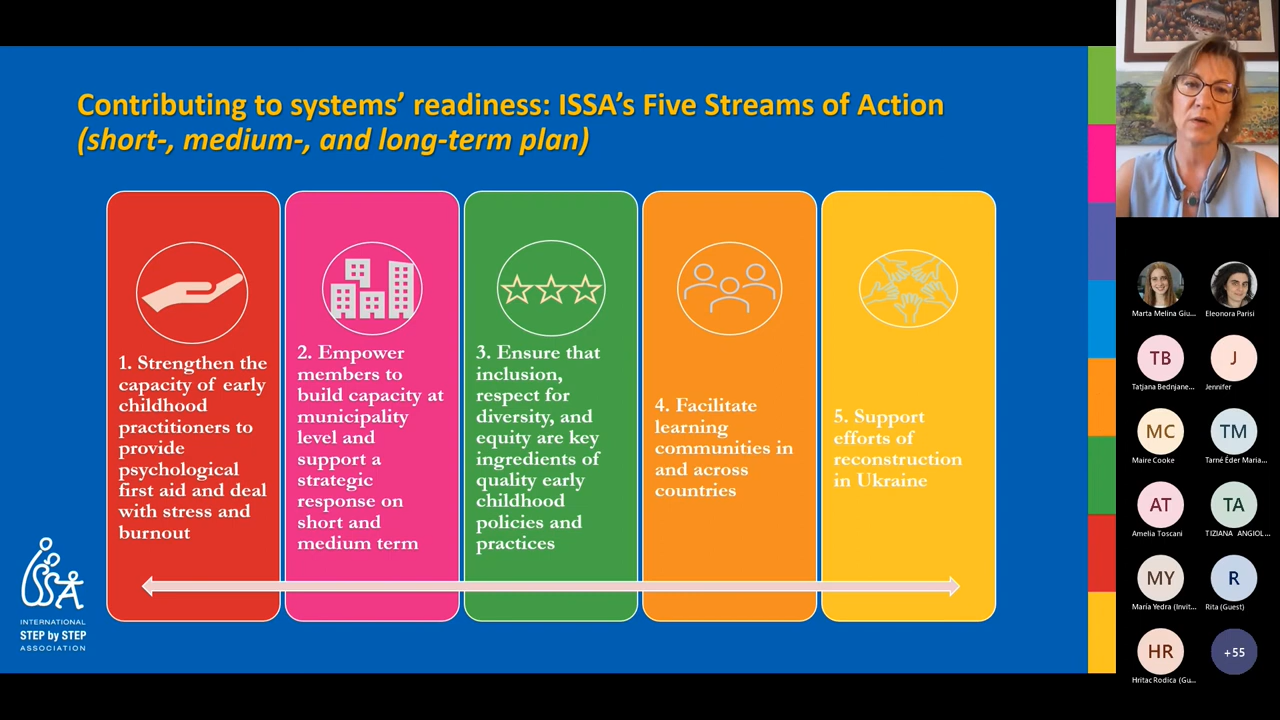 Contributing to systems' readiness: ISSA's Five Streams of Action
(short-, medium-, and long-term plan)
1. Strengthen the
capacity of early
childhood
practitioners to
provide
psychological
first aid and deal
with stress and
burnout
2. Empower
members to
build capacity at
municipality
level and
support a
strategic
response on
short and
medium term
3. Ensure that
inclusion,
respect for
diversity, and
equity are key
ingredients of
quality early
childhood
policies and
practices
4. Facilitate
learning
communities in
and across
countries
5. Support
efforts of
reconstruction
in Ukraine
ISSA
INTERNATIONAL
STEP by STEP
ASSOCIATION
Marta Melina Giu...
Eleonora Parisi
TB
Tatjana Bednjane...
J
Jennifer
MC
Maire Cooke
TM
Tarné Éder Maria...
AT
Amelia Toscani
TA
TIZIANA ANGIOL...
MY
María Yedra (Invit...
R
Rita (Guest)
HR
Hritac Rodica (Gu...
+55